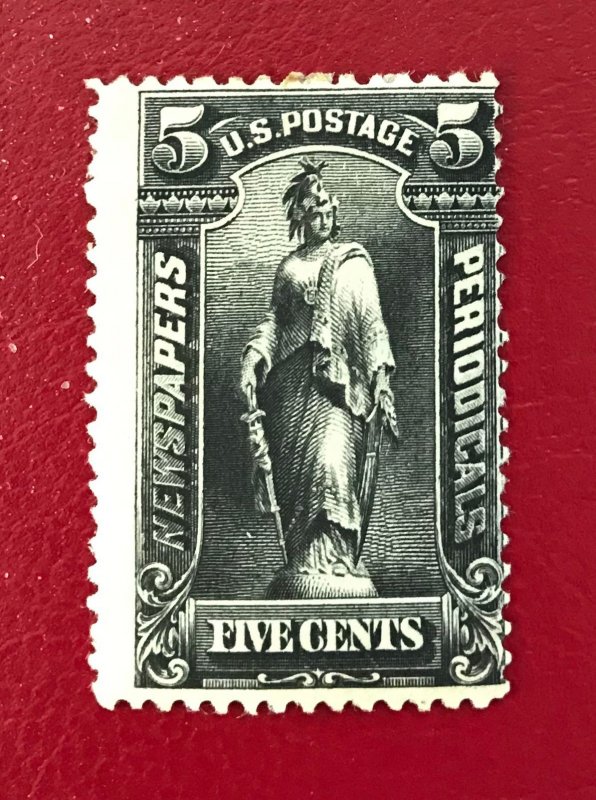 5 U.S. POSTAGE 5
NEWSPAPERS
PERIODICALS
FIVE CENTS